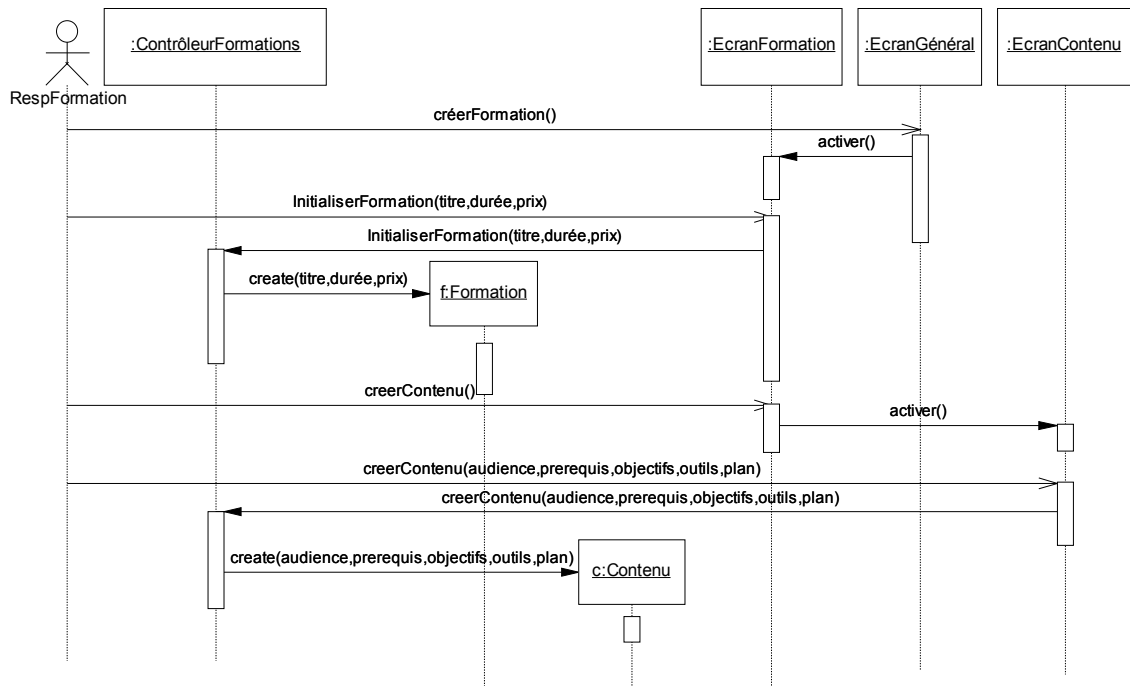 :ContrôleurFormations
:EcranFormation
:EcranGénéral
:EcranContenu
RespFormation
créerFormation()
activer()
InitialiserFormation(titre,durée,prix)
InitialiserFormation(titre,durée,prix)
create(titre,durée,prix)
f:Formation
creerContenu()
activer()
creerContenu(audience,prerequis,objectifs,outils,plan)
creerContenu(audience,prerequis,objectifs,outils,plan)
create(audience,prerequis,objectifs,outils,plan)
c:Contenu